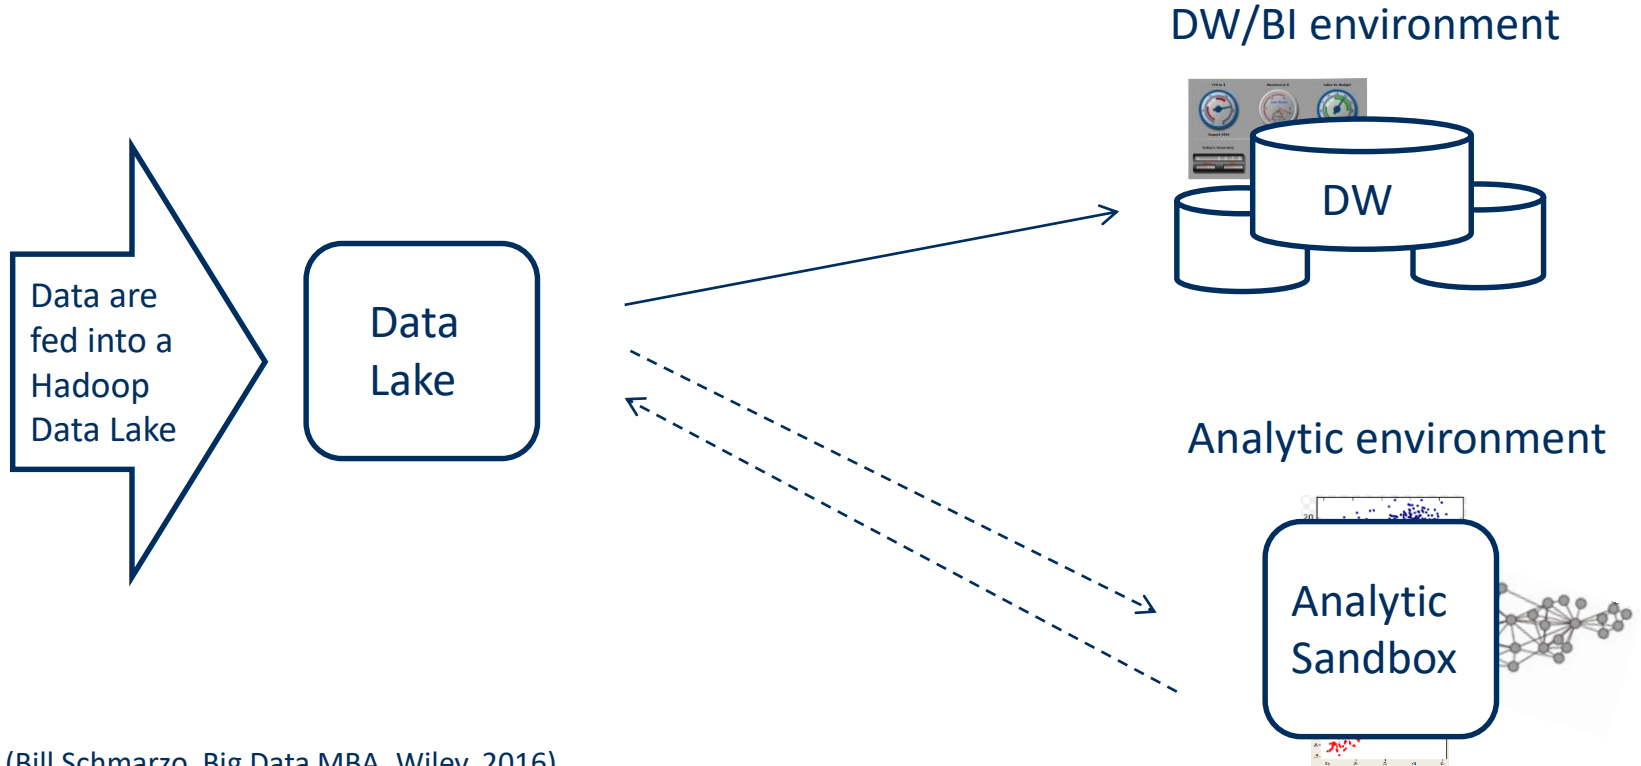 DW/BI environment
DW
Data are
fed into a
Hadoop
Data Lake
Data
Lake
Analytic environment
20
Analytic
Sandbox
(Bill Schmarzo, Big Data MBA, Wiley, 2016)